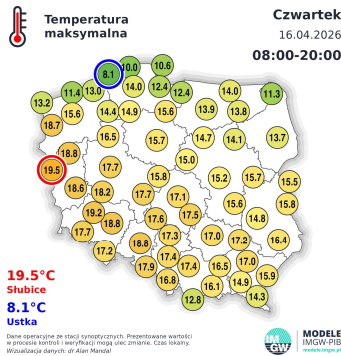 Temperatura
maksymalna
Czwartek
16.04.2026
08:00-20:00
8.1 10.0 10.6
13.2 11.4 13.0 14.0 12.4 12.4 14.0 11.3
18.7 15.6 14.4 14.9 13.9 13.8
16.5 15.7 14.7 14.1 13.7
18.8 15.0
19.5 17.7
18.6 18.2 15.8 15.2 15.7 15.5
17.7 17.1 15.6 15.8
19.2 17.6 17.5 14.8
17.7 18.8 17.3 17.0 17.2 16.4
17.2 18.8
17.9 17.4 17.4 16.5 17.0 15.9
16.8 16.1 14.9
12.8 14.3
19.5°C
Słubice
8.1°C
Ustka
Dane operacyjne ze stacji synoptycznych. Prezentowane wartości
w procesie kontroli i weryfikacji mogą ulec zmianie. Czas lokalny.
Wizualizacja danych: dr Alan Mandal
IMGW
MODELE
IMGW-PIB
modele.imgw.pl